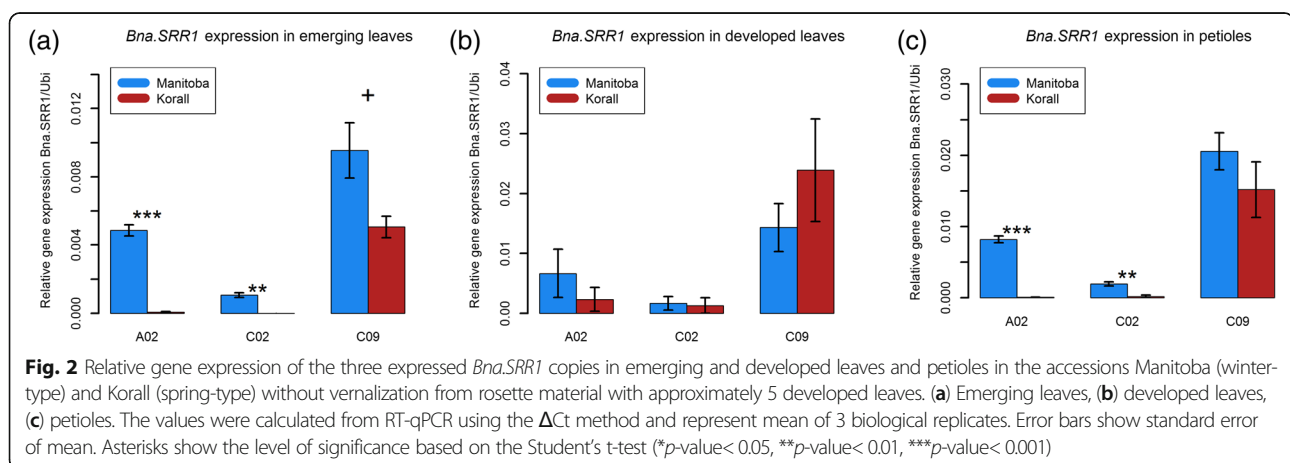 (a)
Bna.SRR1 expression in emerging leaves
Relative gene expression Bna.SRR1/Ubi
0.000
0.004
0.008
0.012
Manitoba
Korall
***
**
+
A02
C02
C09
(b)
Bna.SRR1 expression in developed leaves
Relative gene expression Bna.SRR1/Ubi
0.00
0.01
0.02
0.03
0.04
Manitoba
Korall
A02
C02
C09
(c)
Bna.SRR1 expression in petioles
Relative gene expression Bna.SRR1/Ubi
0.000
0.010
0.020
0.030
Manitoba
Korall
***
**
A02
C02
C09
Fig. 2 Relative gene expression of the three expressed Bna.SRR1 copies in emerging and developed leaves and petioles in the accessions Manitoba (winter-
type) and Korall (spring-type) without vernalization from rosette material with approximately 5 developed leaves. (a) Emerging leaves, (b) developed leaves,
(c) petioles. The values were calculated from RT-qPCR using the ΔCt method and represent mean of 3 biological replicates. Error bars show standard error
of mean. Asterisks show the level of significance based on the Student's t-test (*p-value< 0.05, **p-value< 0.01, ***p-value< 0.001)